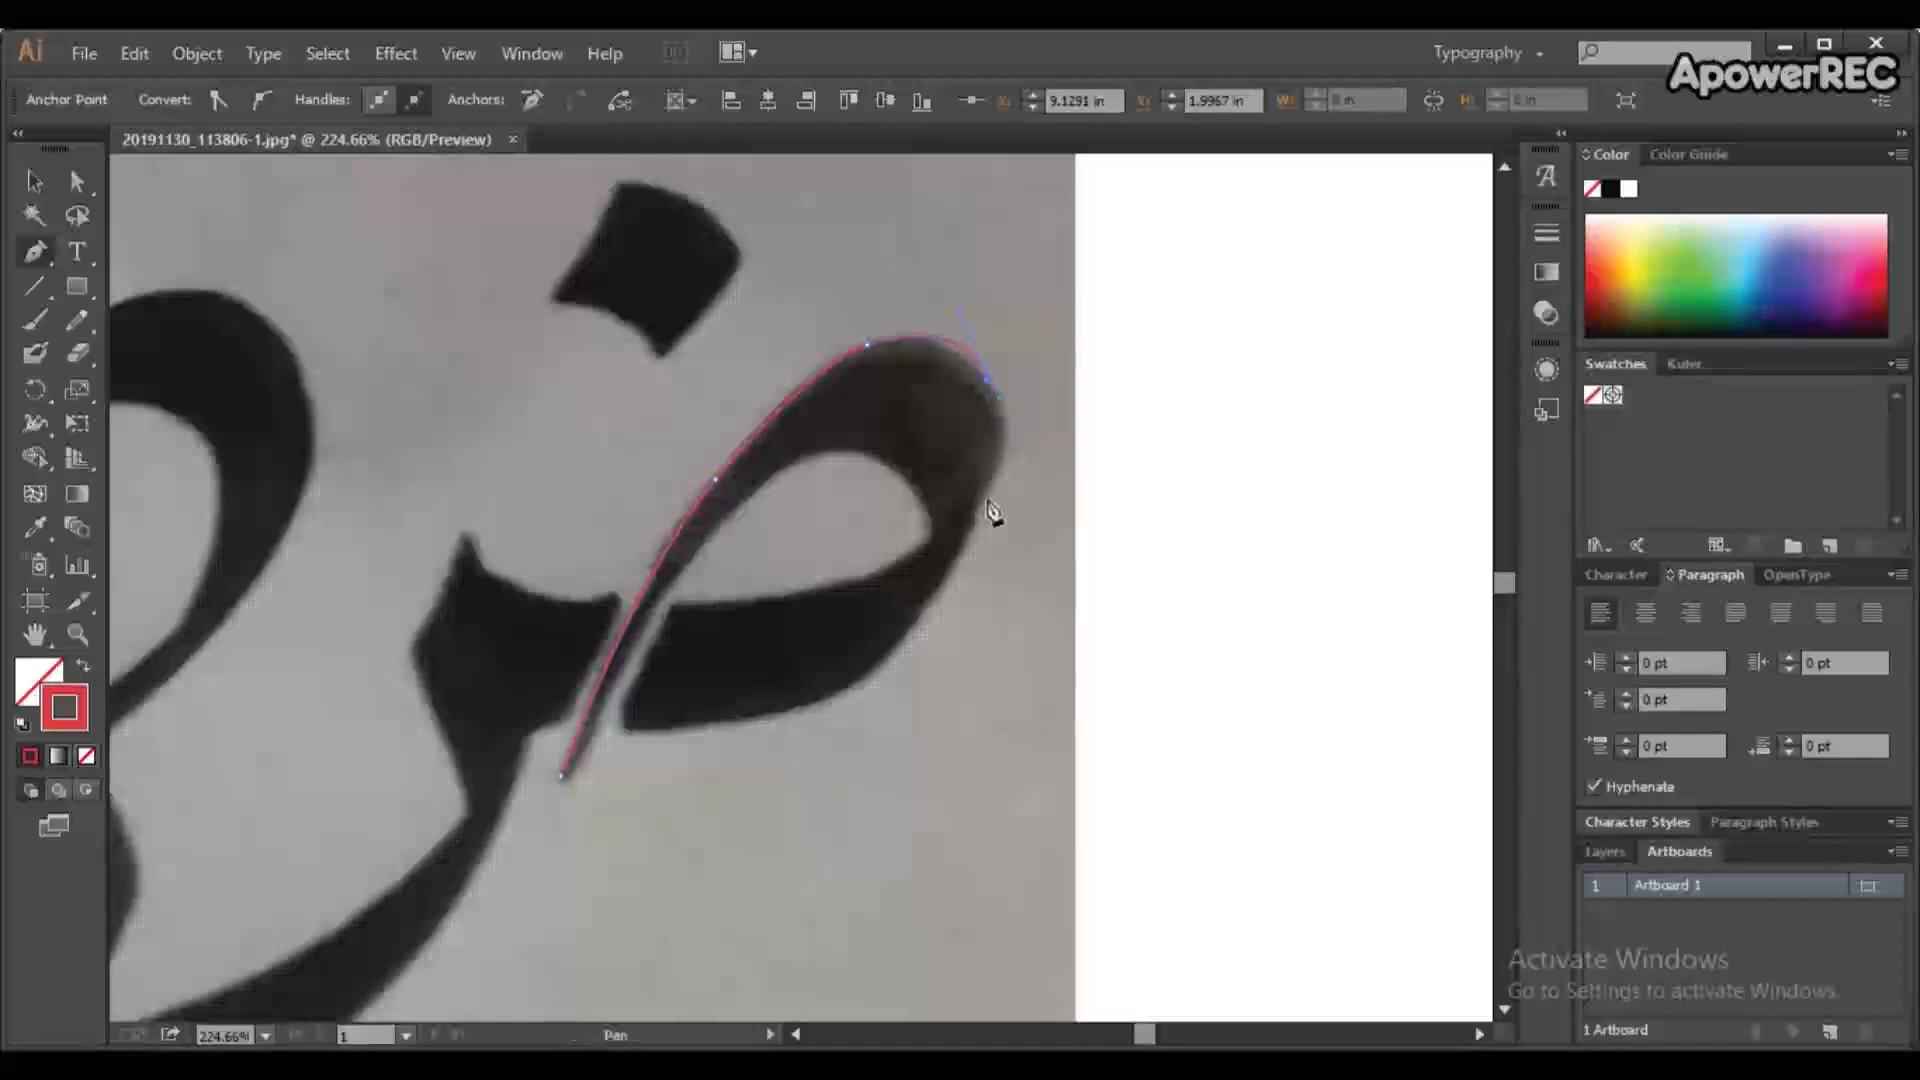 Ai File Edit Object Type Select Effect View Window Help Typography
ApowerREC
Anchor Point Convert: Handles: Anchors: 9.1291 in 1.9967 in
20191130_113806-1.jpg* @ 224.66% (RGB/Preview) ×
Color Color Guide
Swatches Kuler
Character Paragraph OpenType
0 pt 0 pt
0 pt
0 pt 0 pt
Hyphenate
Character Styles Paragraph Styles
Layers Artboards
1 Artboard 1
Activate Windows
Go to Settings to activate Windows.
1 Artboard
224.66% 1 Pen